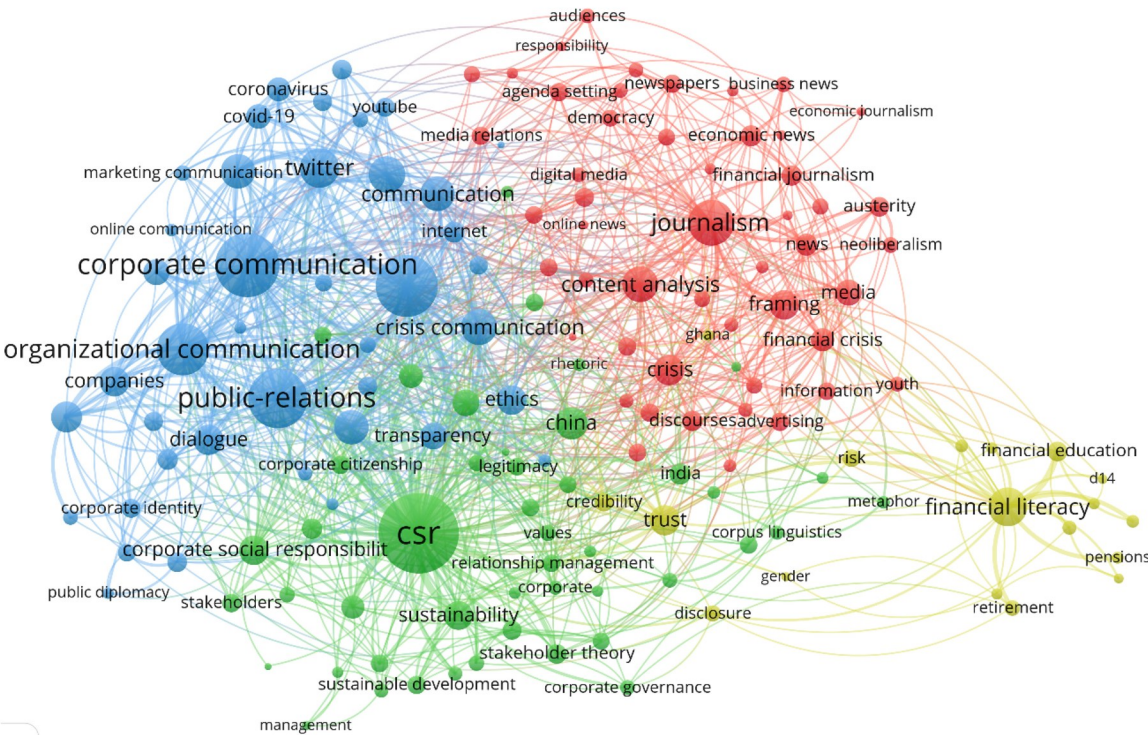 audiences
responsibility
coronavirus
agenda setting
newspapers
business news
covid-19
youtube
democracy
economic journalism
media relations
economic news
marketing communication
twitter
digital media
financial journalism
communication
austerity
online communication
internet
online news
journalism
news
neoliberalism
corporate communication
content analysis
framing
media
crisis communication
ghana
financial crisis
organizational communication
rhetoric
crisis
companies
information
youth
public-relations
ethics
china
discourses
advertising
dialogue
transparency
corporate citizenship
legitimacy
india
risk
financial education
d14
corporate identity
credibility
metaphor
financial literacy
trust
csr
values
corpus linguistics
corporate social responsibilit
relationship management
pensions
public diplomacy
stakeholders
corporate
gender
sustainability
disclosure
retirement
stakeholder theory
sustainable development
corporate governance
management